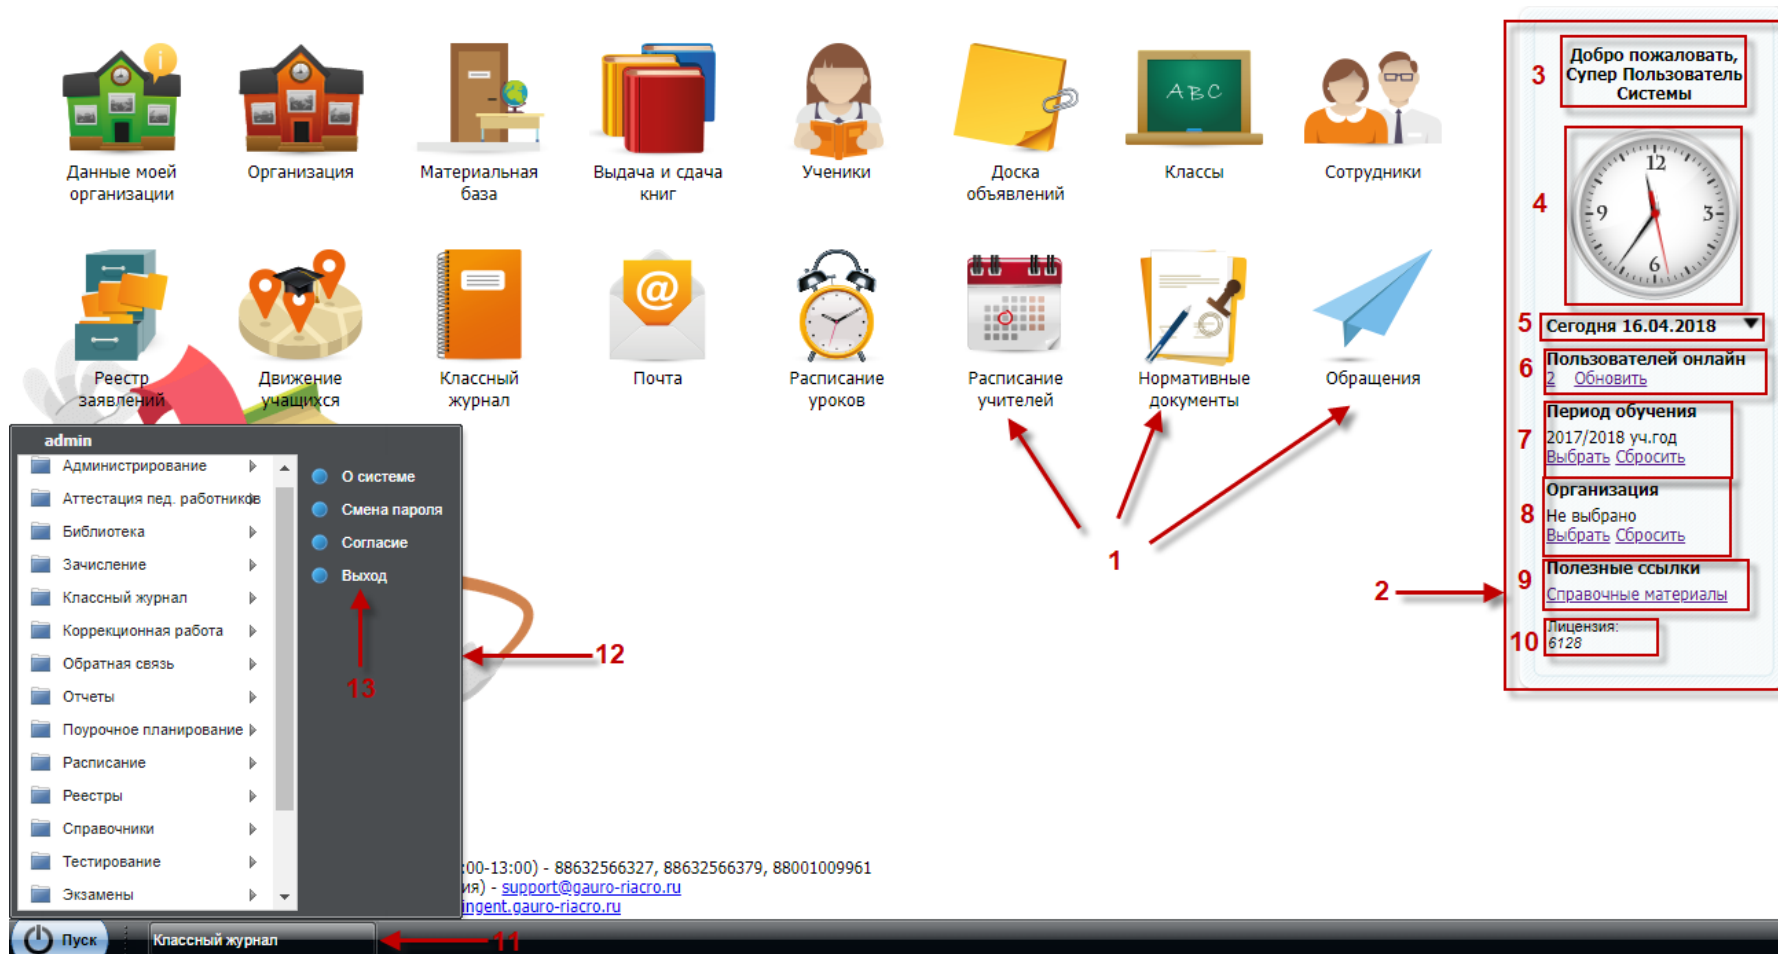 Данные моей
организации
Организация
Материальная
база
Выдача и сдача
книг
Ученики
Доска
объявлений
ABC
Классы
Сотрудники
Реестр
заявлений
Движение
учащихся
Классный
журнал
@
Почта
Расписание
уроков
Расписание
учителей
Нормативные
документы
Обращения
1
2
3
Добро пожаловать,
Супер Пользователь
Системы
4
12
9
3
6
5
Сегодня 16.04.2018
6
Пользователей онлайн
2 Обновить
7
Период обучения
2017/2018 уч.год
Выбрать Сбросить
8
Организация
Не выбрано
Выбрать Сбросить
9
Полезные ссылки
Справочные материалы
10
Лицензия:
6128
admin
Администрирование
Аттестация пед. работников
Библиотека
Зачисление
Классный журнал
Коррекционная работа
Обратная связь
Отчеты
Поурочное планирование
Расписание
Реестры
Справочники
Тестирование
Экзамены
О системе
Смена пароля
Согласие
Выход
13
12
:00-13:00) - 88632566327, 88632566379, 88001009961
ия) - support@gauro-riacro.ru
ingent.gauro-riacro.ru
Пуск
Классный журнал
11